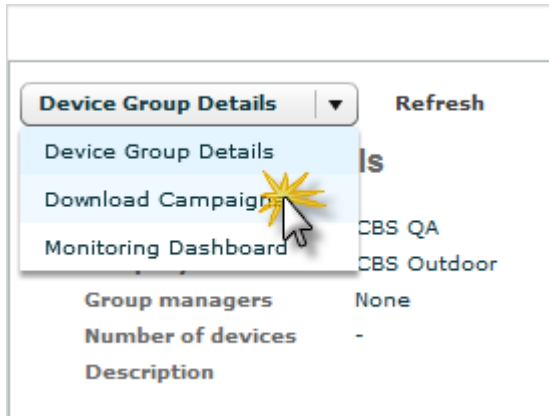 Device Group Details ▼ Refresh
Device Group Details
ls
Download Campaign
CBS QA
Monitoring Dashboard
CBS Outdoor
Group managers None
Number of devices -
Description